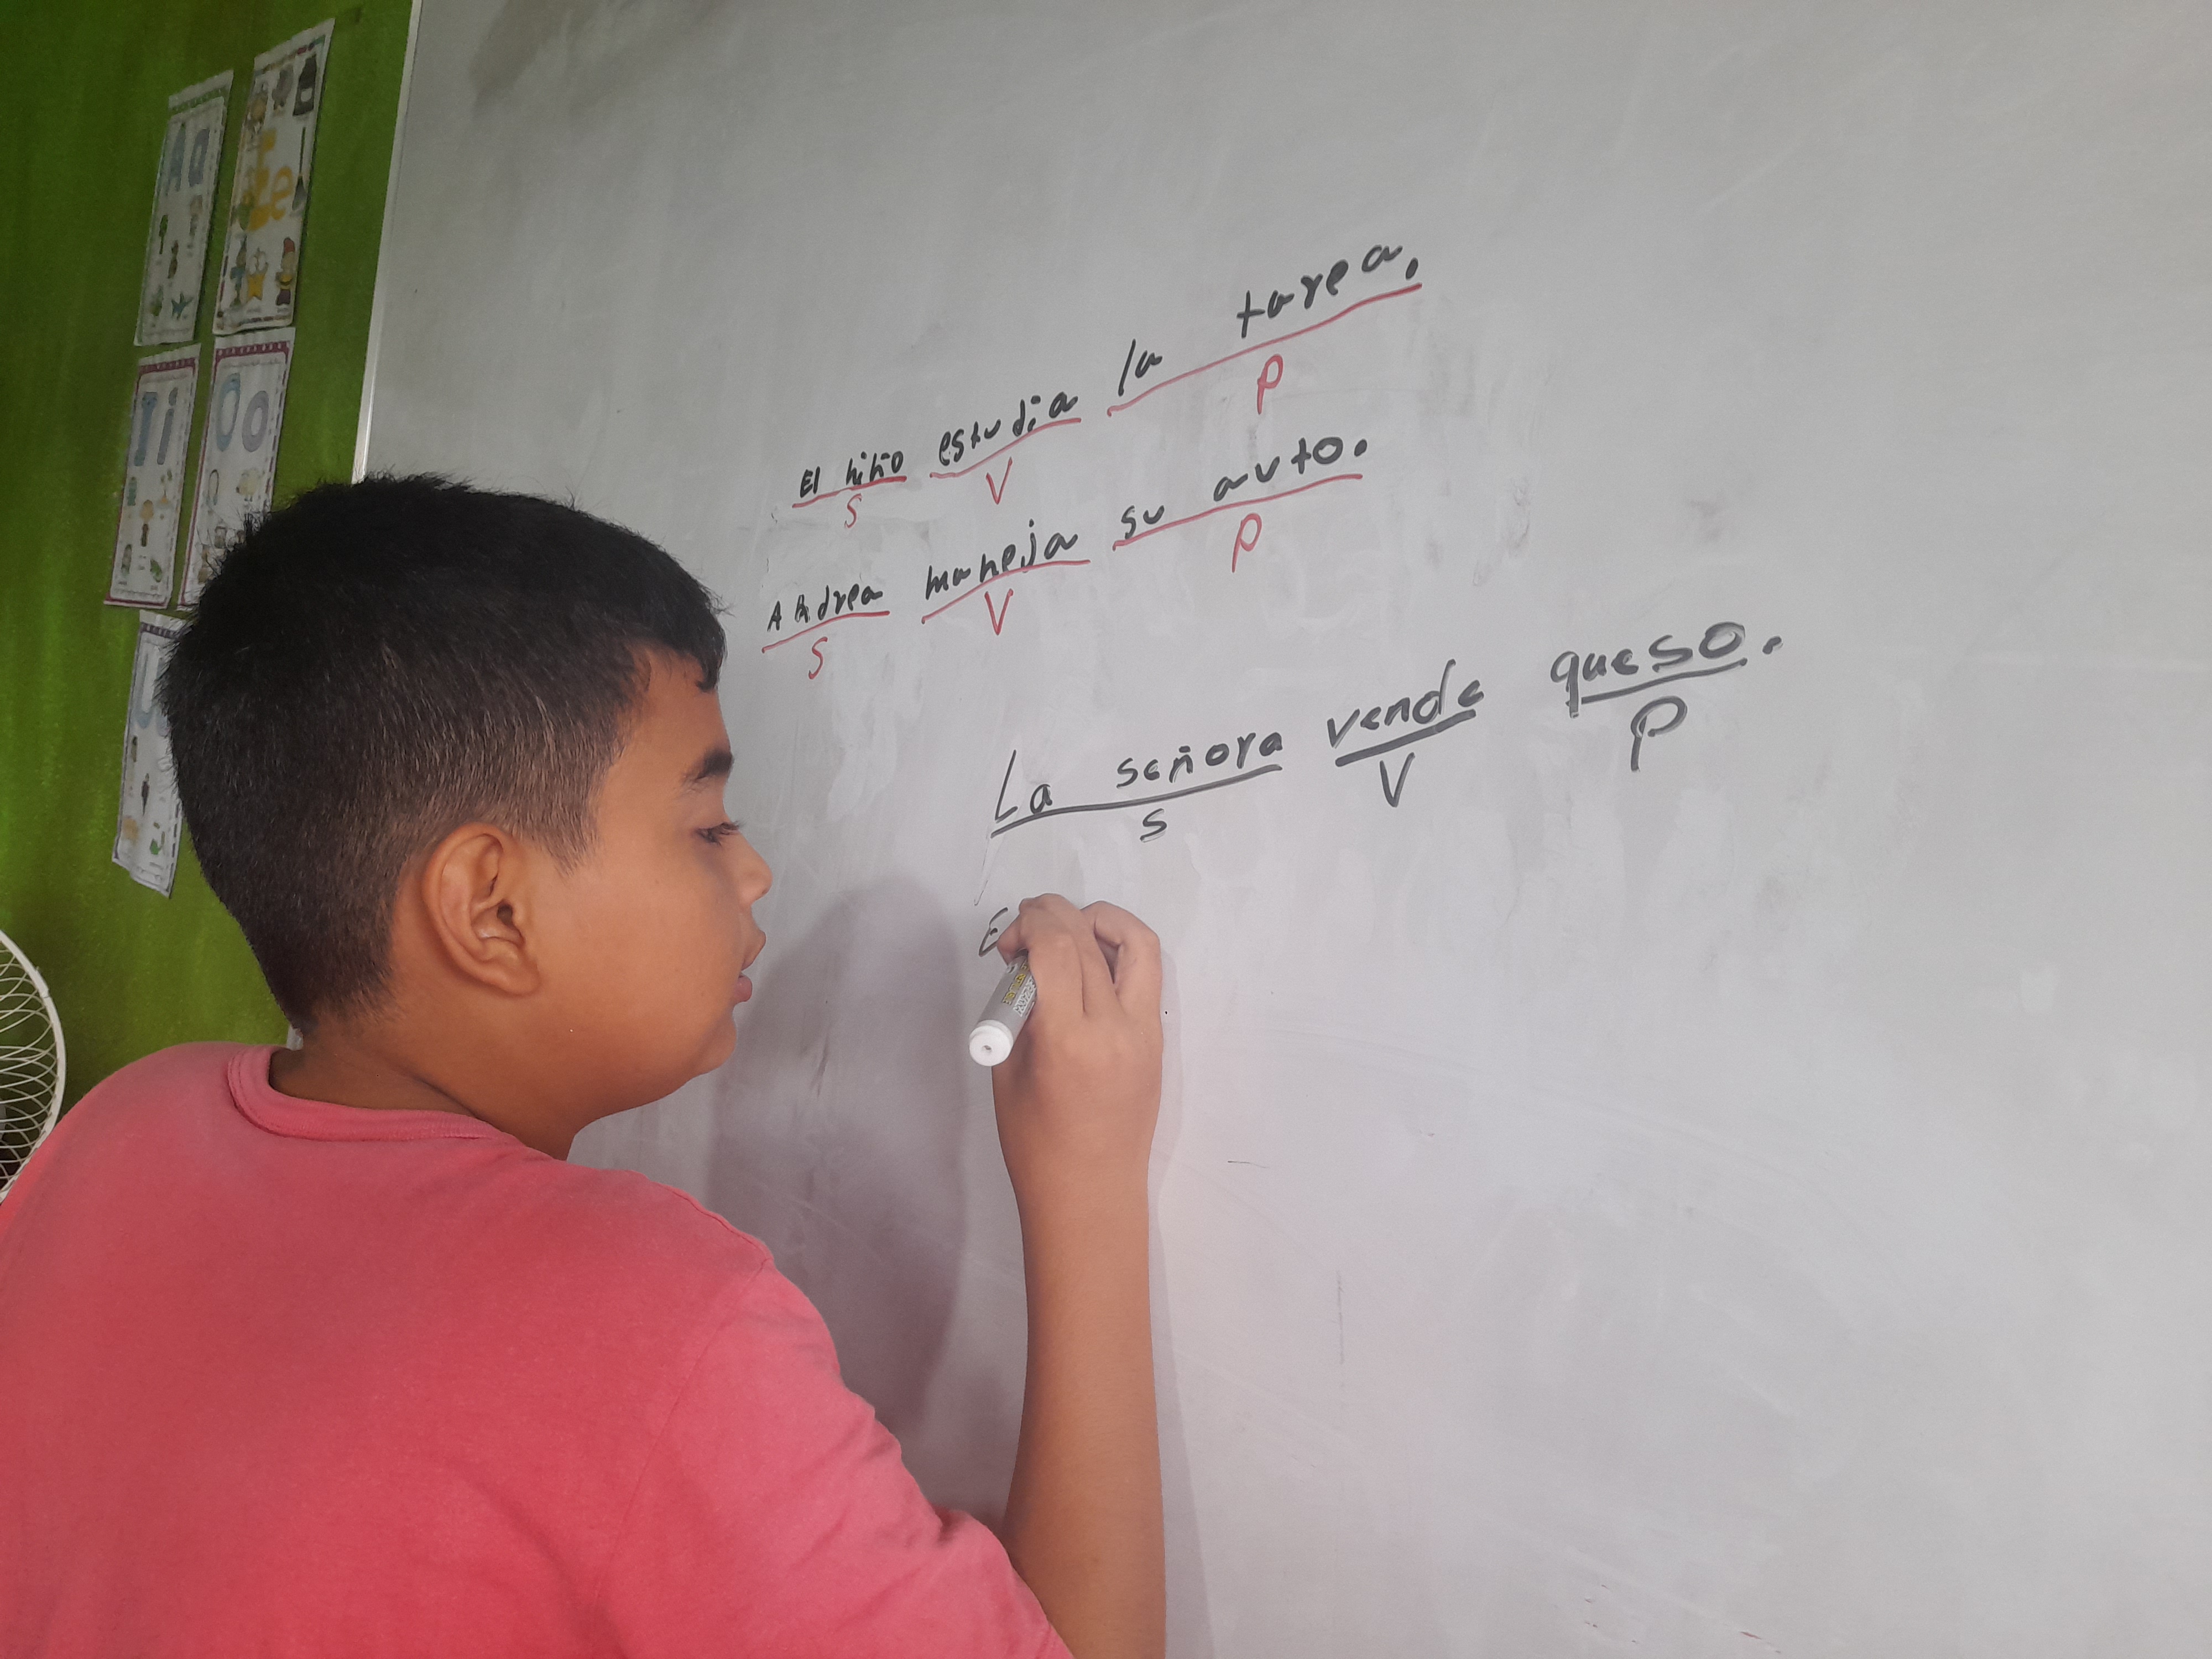 El niño estudia la tarea.
S V P
Andrea maneja su auto.
S V P
La señora vende queso.
S V P
E
Aa
Ee
Ii
Oo